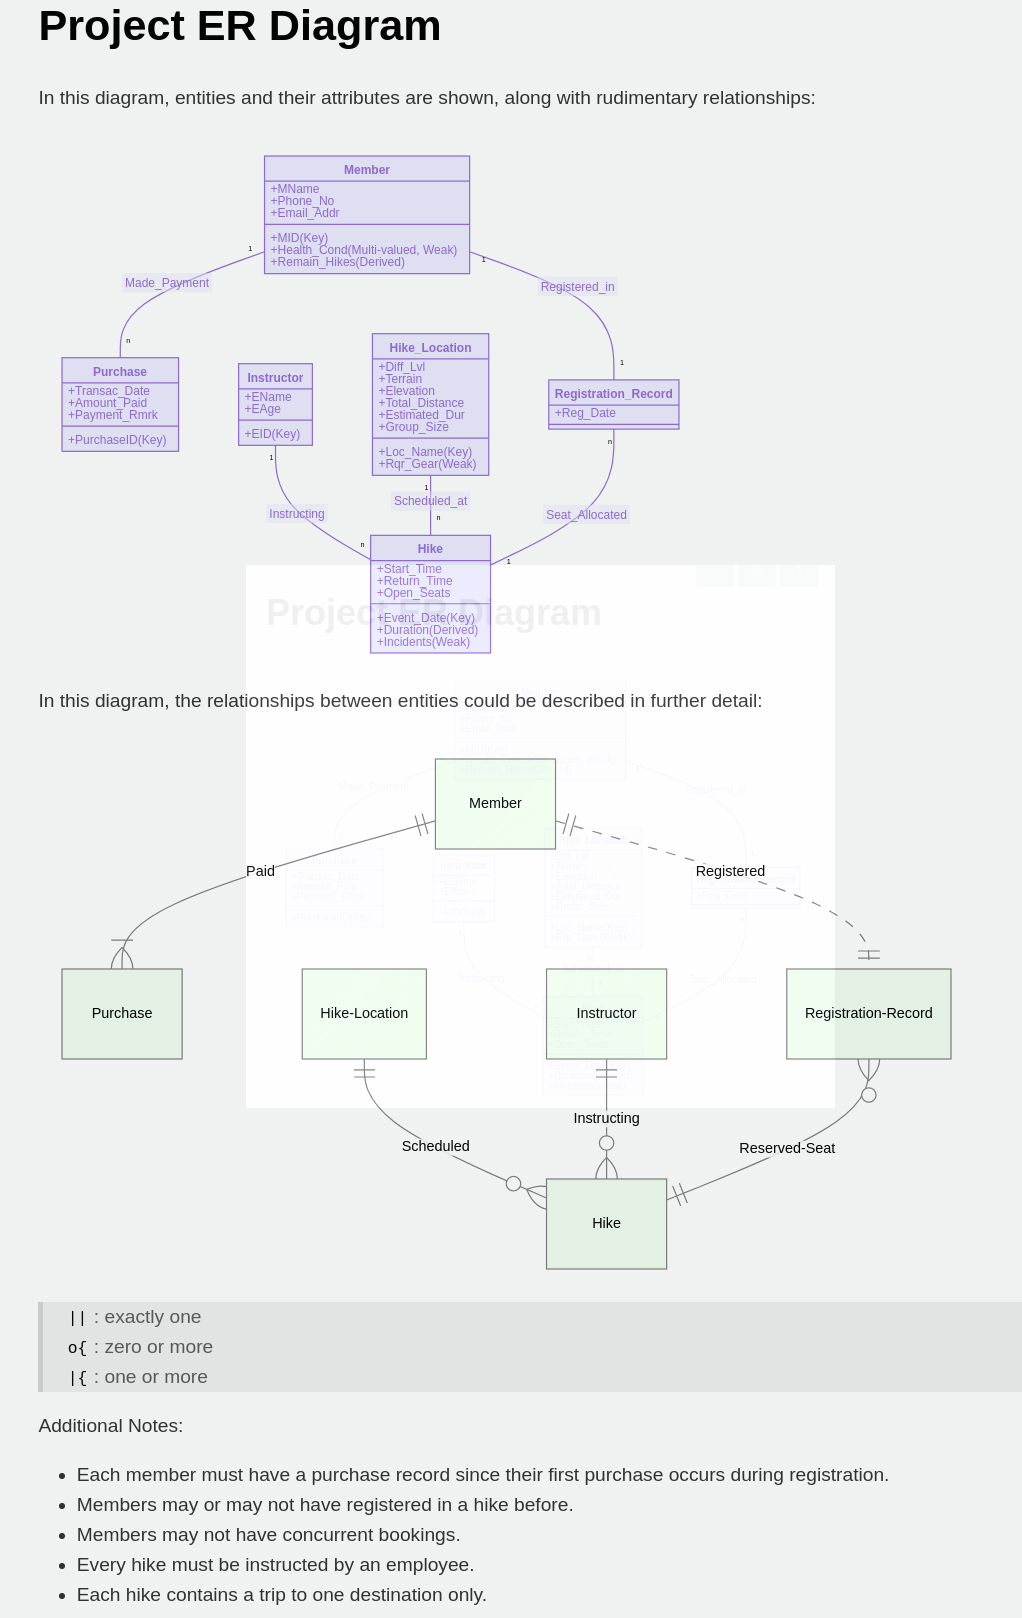 Project ER Diagram
In this diagram, entities and their attributes are shown, along with rudimentary relationships:
Member
+MName
+Phone_No
+Email_Addr
+MID(Key)
+Health_Cond(Multi-valued, Weak)
+Remain_Hikes(Derived)
1
1
Made_Payment
Registered_in
n
1
Purchase
+Transac_Date
+Amount_Paid
+Payment_Rmrk
+PurchaseID(Key)
Instructor
+EName
+EAge
+EID(Key)
Hike_Location
+Diff_Lvl
+Terrain
+Elevation
+Total_Distance
+Estimated_Dur
+Group_Size
+Loc_Name(Key)
+Rqr_Gear(Weak)
Registration_Record
+Reg_Date
n
1
1
Instructing
Scheduled_at
Seat_Allocated
n
n
1
Hike
+Start_Time
+Return_Time
+Open_Seats
+Event_Date(Key)
+Duration(Derived)
+Incidents(Weak)
Project ER Diagram
In this diagram, the relationships between entities could be described in further detail:
Member
Paid
Registered
Purchase
Hike-Location
Instructor
Registration-Record
Instructing
Scheduled
Reserved-Seat
Hike
|| : exactly one
o{ : zero or more
|{ : one or more
Additional Notes:
• Each member must have a purchase record since their first purchase occurs during registration.
• Members may or may not have registered in a hike before.
• Members may not have concurrent bookings.
• Every hike must be instructed by an employee.
• Each hike contains a trip to one destination only.